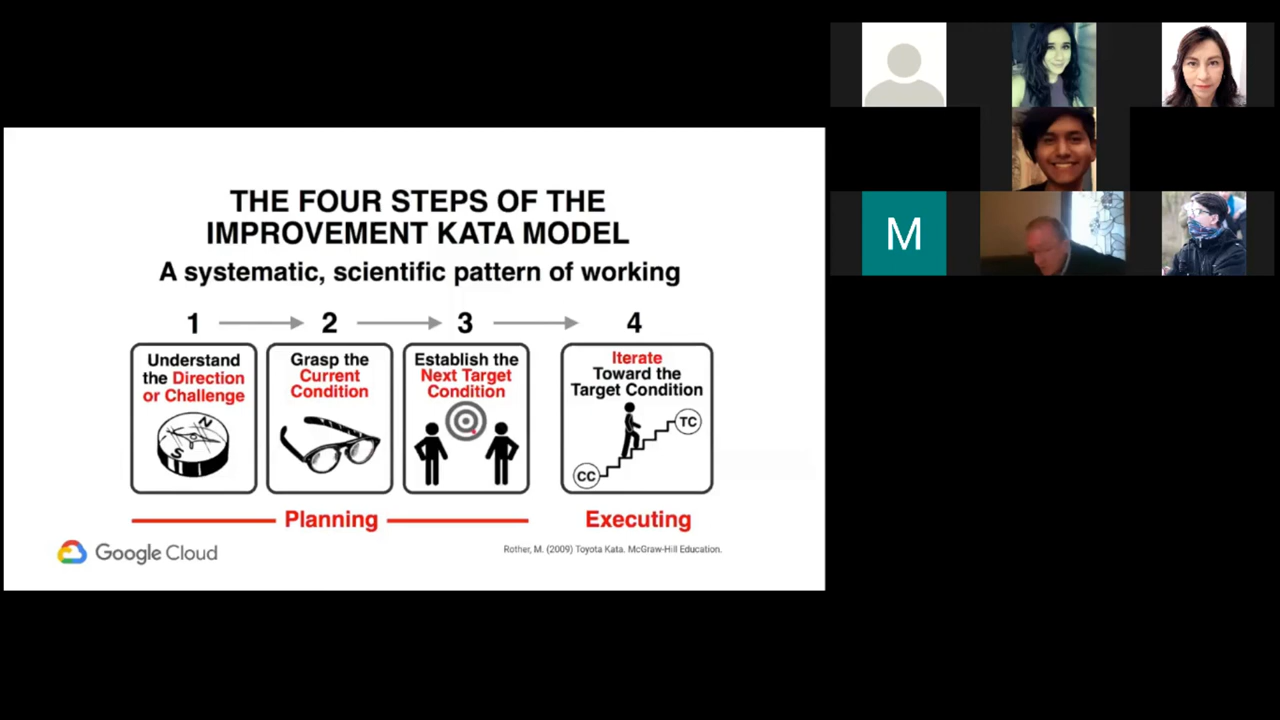 THE FOUR STEPS OF THE
IMPROVEMENT KATA MODEL
A systematic, scientific pattern of working
1
2
3
4
Understand
the Direction
or Challenge
N
S
Grasp the
Current
Condition
Establish the
Next Target
Condition
Iterate
Toward the
Target Condition
TC
CC
Planning
Executing
Google Cloud
Rother, M. (2009) Toyota Kata. McGraw-Hill Education.
M